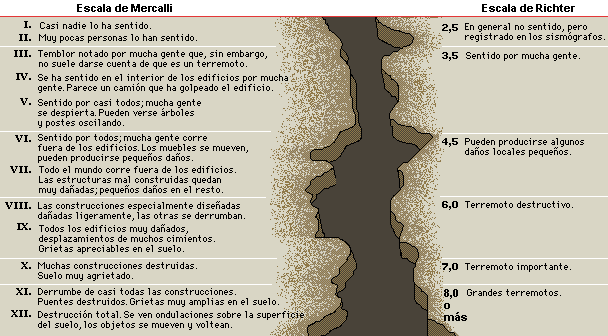 Escala de Mercalli
I. Casi nadie lo ha sentido.
II. Muy pocas personas lo han sentido.
III. Temblor notado por mucha gente que, sin embargo,
no suele darse cuenta de que es un terremoto.
IV. Se ha sentido en el interior de los edificios por mucha
gente. Parece un camión que ha golpeado el edificio.
V. Sentido por casi todos; mucha gente
se despierta. Pueden verse árboles
y postes oscilando.
VI. Sentido por todos; mucha gente corre
fuera de los edificios. Los muebles se mueven,
pueden producirse pequeños daños.
VII. Todo el mundo corre fuera de los edificios.
Las estructuras mal construidas quedan
muy dañadas; pequeños daños en el resto.
VIII. Las construcciones especialmente diseñadas
dañadas ligeramente, las otras se derrumban.
IX. Todos los edificios muy dañados,
desplazamientos de muchos cimientos.
Grietas apreciables en el suelo.
X. Muchas construcciones destruidas.
Suelo muy agrietado.
XI. Derrumbe de casi todas las construcciones.
Puentes destruidos. Grietas muy amplias en el suelo.
XII. Destrucción total. Se ven ondulaciones sobre la superficie
del suelo, los objetos se mueven y voltean.
Escala de Richter
2,5 En general no sentido, pero
registrado en los sismógrafos.
3,5 Sentido por mucha gente.
4,5 Pueden producirse algunos
daños locales pequeños.
6,0 Terremoto destructivo.
7,0 Terremoto importante.
8,0 Grandes terremotos.
o
más